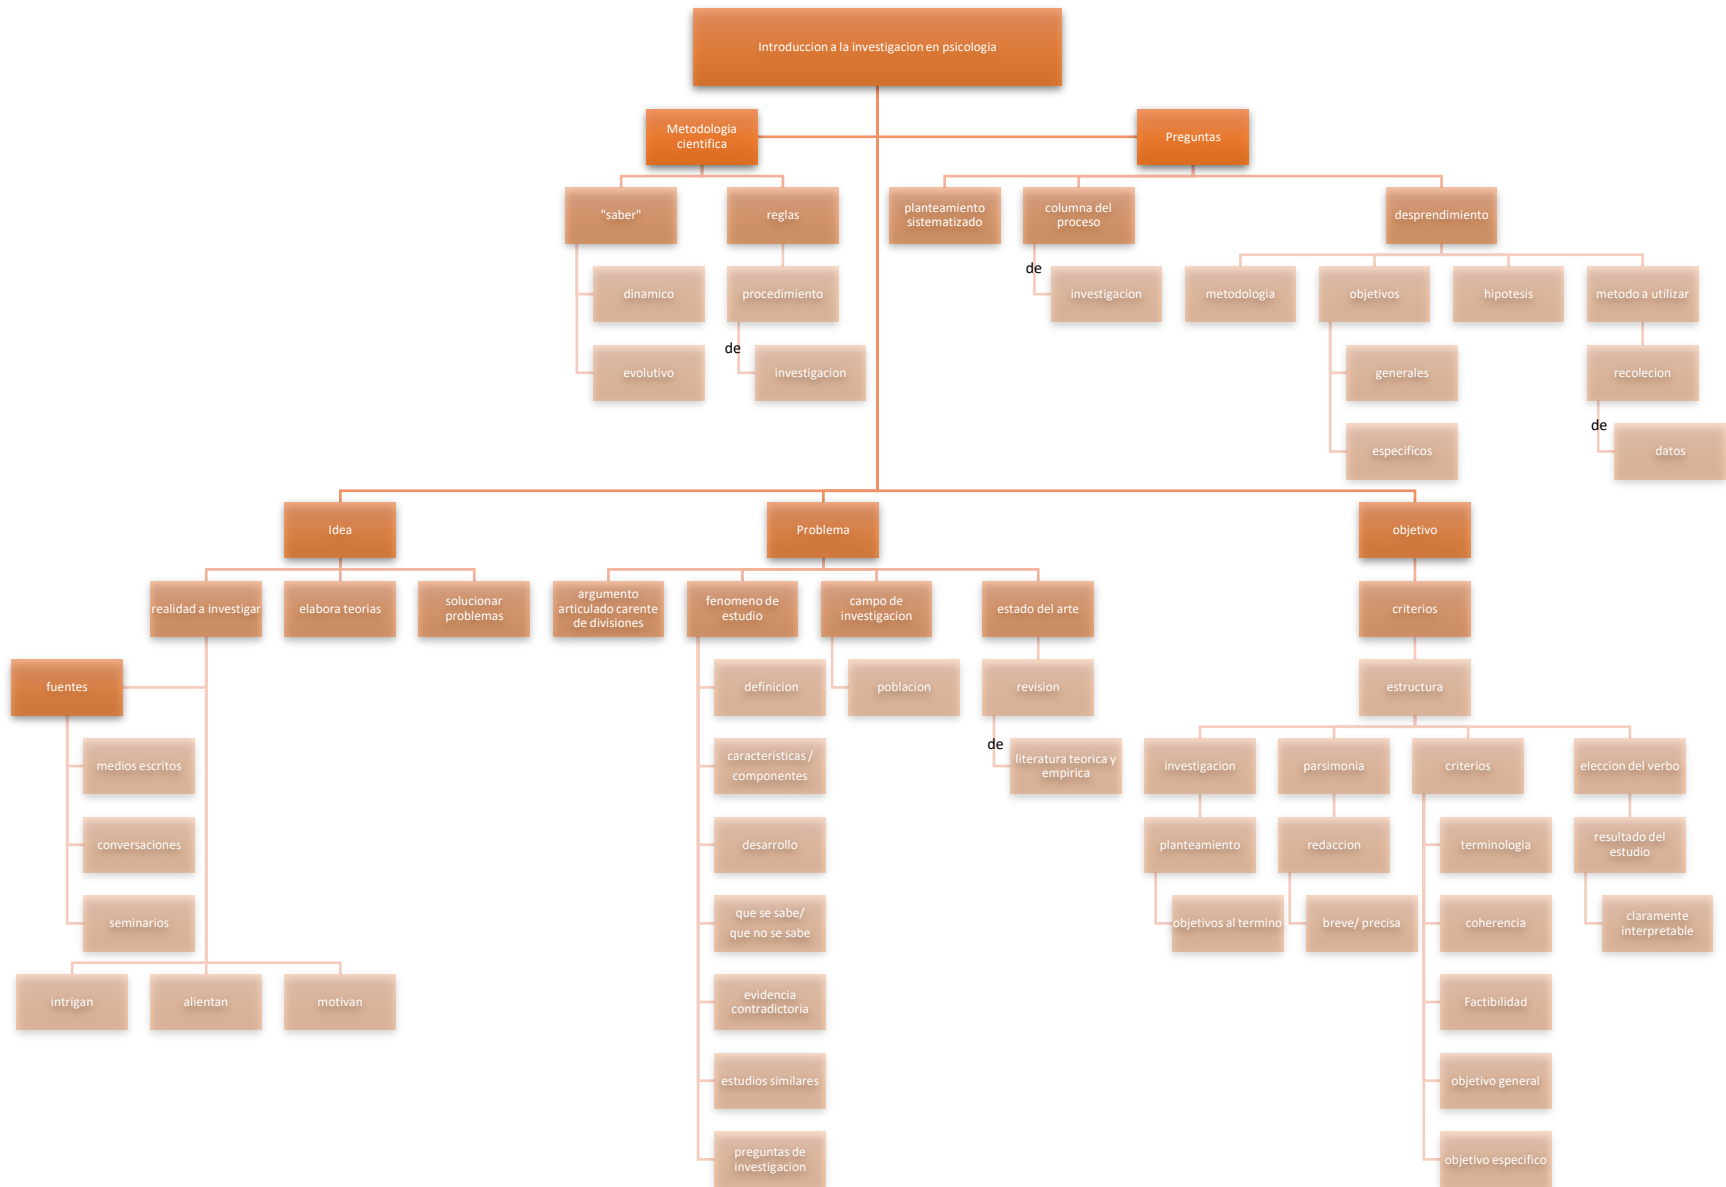 Introduccion a la investigacion en psicologia
Metodologia
cientifica
Preguntas
"saber"
reglas
planteamiento
sistematizado
columna del
proceso
desprendimiento
de
dinamico
procedimiento
investigacion
metodologia
objetivos
hipotesis
metodo a utilizar
de
evolutivo
investigacion
generales
recolecion
de
especificos
datos
Idea
Problema
objetivo
realidad a investigar
elabora teorias
solucionar
problemas
argumento
articulado carente
de divisiones
fenomeno de
estudio
campo de
investigacion
estado del arte
criterios
fuentes
definicion
poblacion
revision
estructura
de
medios escritos
caracteristicas /
componentes
literatura teorica y
empirica
investigacion
parsimonia
criterios
eleccion del verbo
conversaciones
desarrollo
planteamiento
redaccion
terminologia
resultado del
estudio
seminarios
que se sabe/
que no se sabe
objetivos al termino
breve/ precisa
coherencia
claramente
interpretable
intrigan
alientan
motivan
evidencia
contradictoria
Factibilidad
estudios similares
objetivo general
preguntas de
investigacion
objetivo especifico